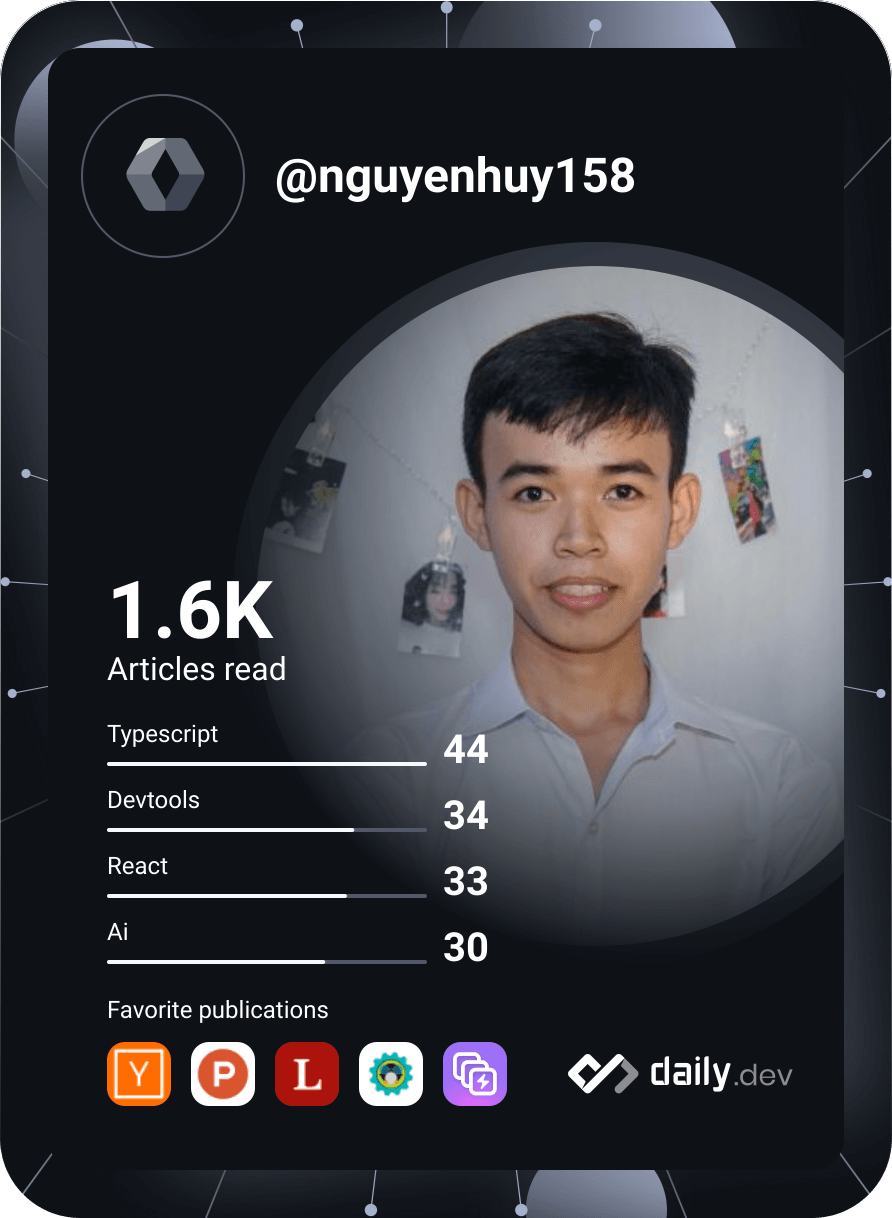 @nguyenhuy158
1.6K
Articles read
Typescript
44
Devtools
34
React
33
Ai
30
Favorite publications
Y P L
daily.dev